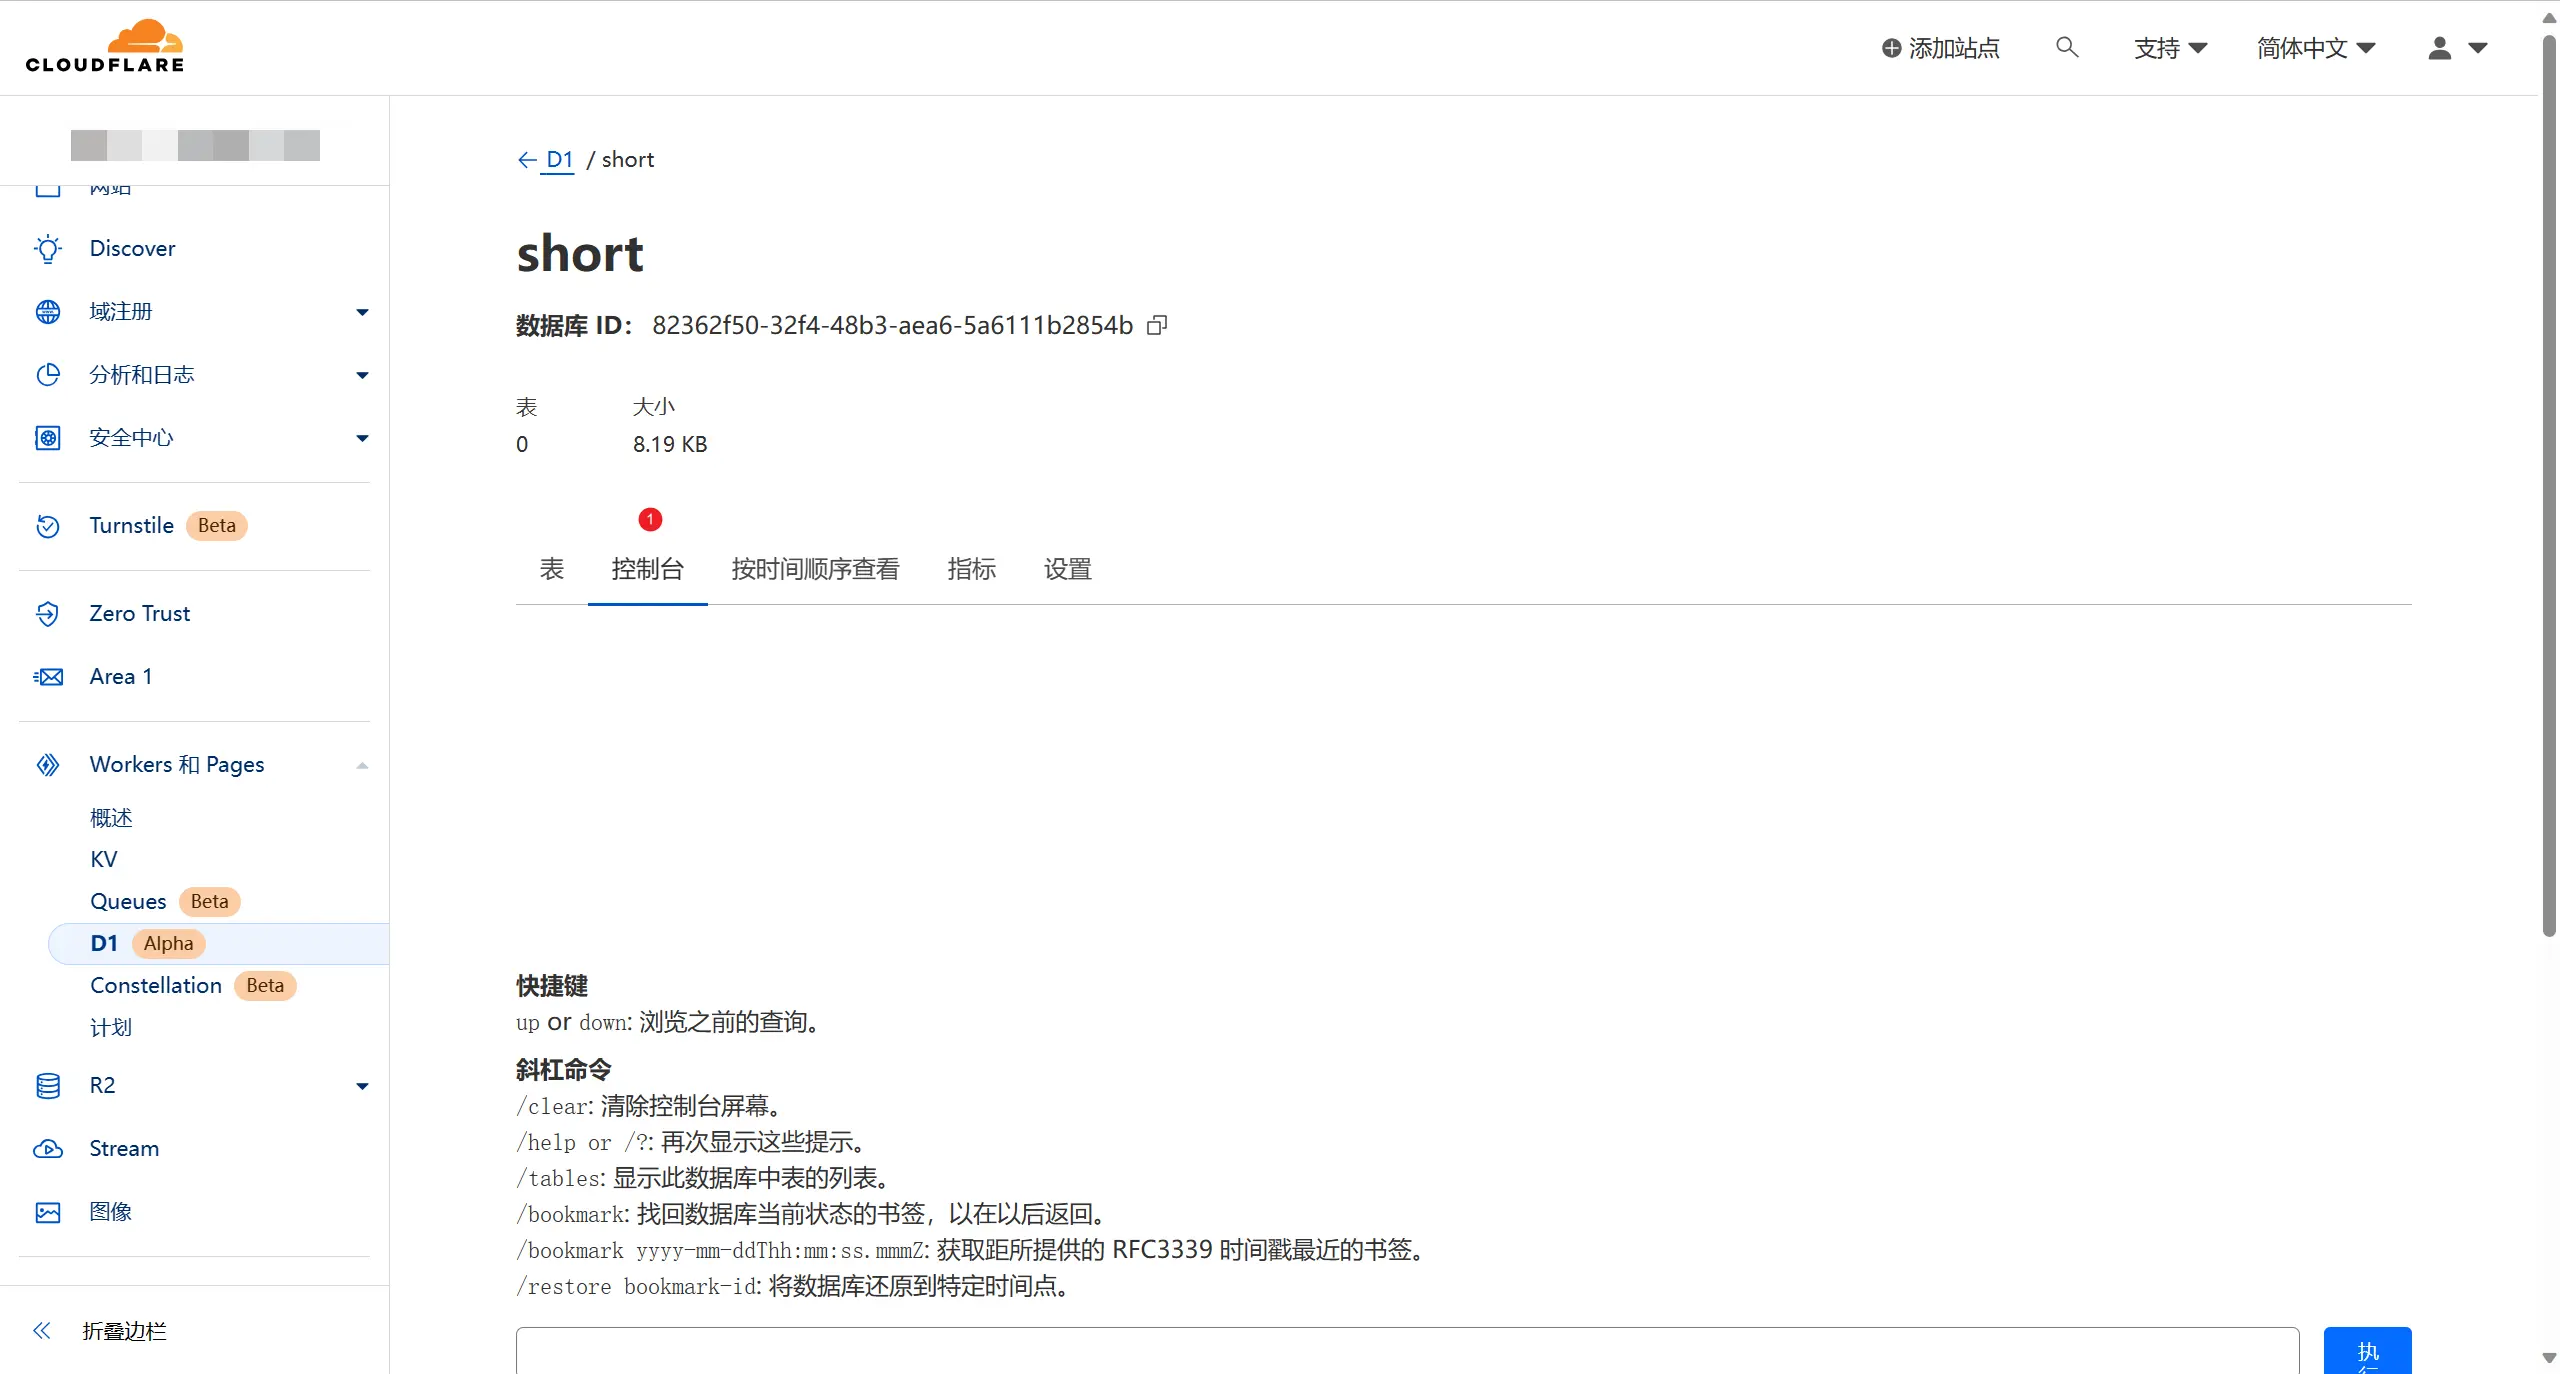 CLOUDFLARE
添加站点
支持
简体中文
网站
Discover
域注册
分析和日志
安全中心
Turnstile Beta
Zero Trust
Area 1
Workers 和 Pages
概述
KV
Queues Beta
D1 Alpha
Constellation Beta
计划
R2
Stream
图像
折叠边栏
D1 / short
short
数据库 ID： 82362f50-32f4-48b3-aea6-5a6111b2854b
表 大小
0 8.19 KB
1
表 控制台 按时间顺序查看 指标 设置
快捷键
up or down: 浏览之前的查询。
斜杠命令
/clear: 清除控制台屏幕。
/help or /?: 再次显示这些提示。
/tables: 显示此数据库中表的列表。
/bookmark: 找回数据库当前状态的书签，以在以后返回。
/bookmark yyyy-mm-ddThh:mm:ss.mmmZ: 获取距所提供的 RFC3339 时间戳最近的书签。
/restore bookmark-id: 将数据库还原到特定时间点。
执
行